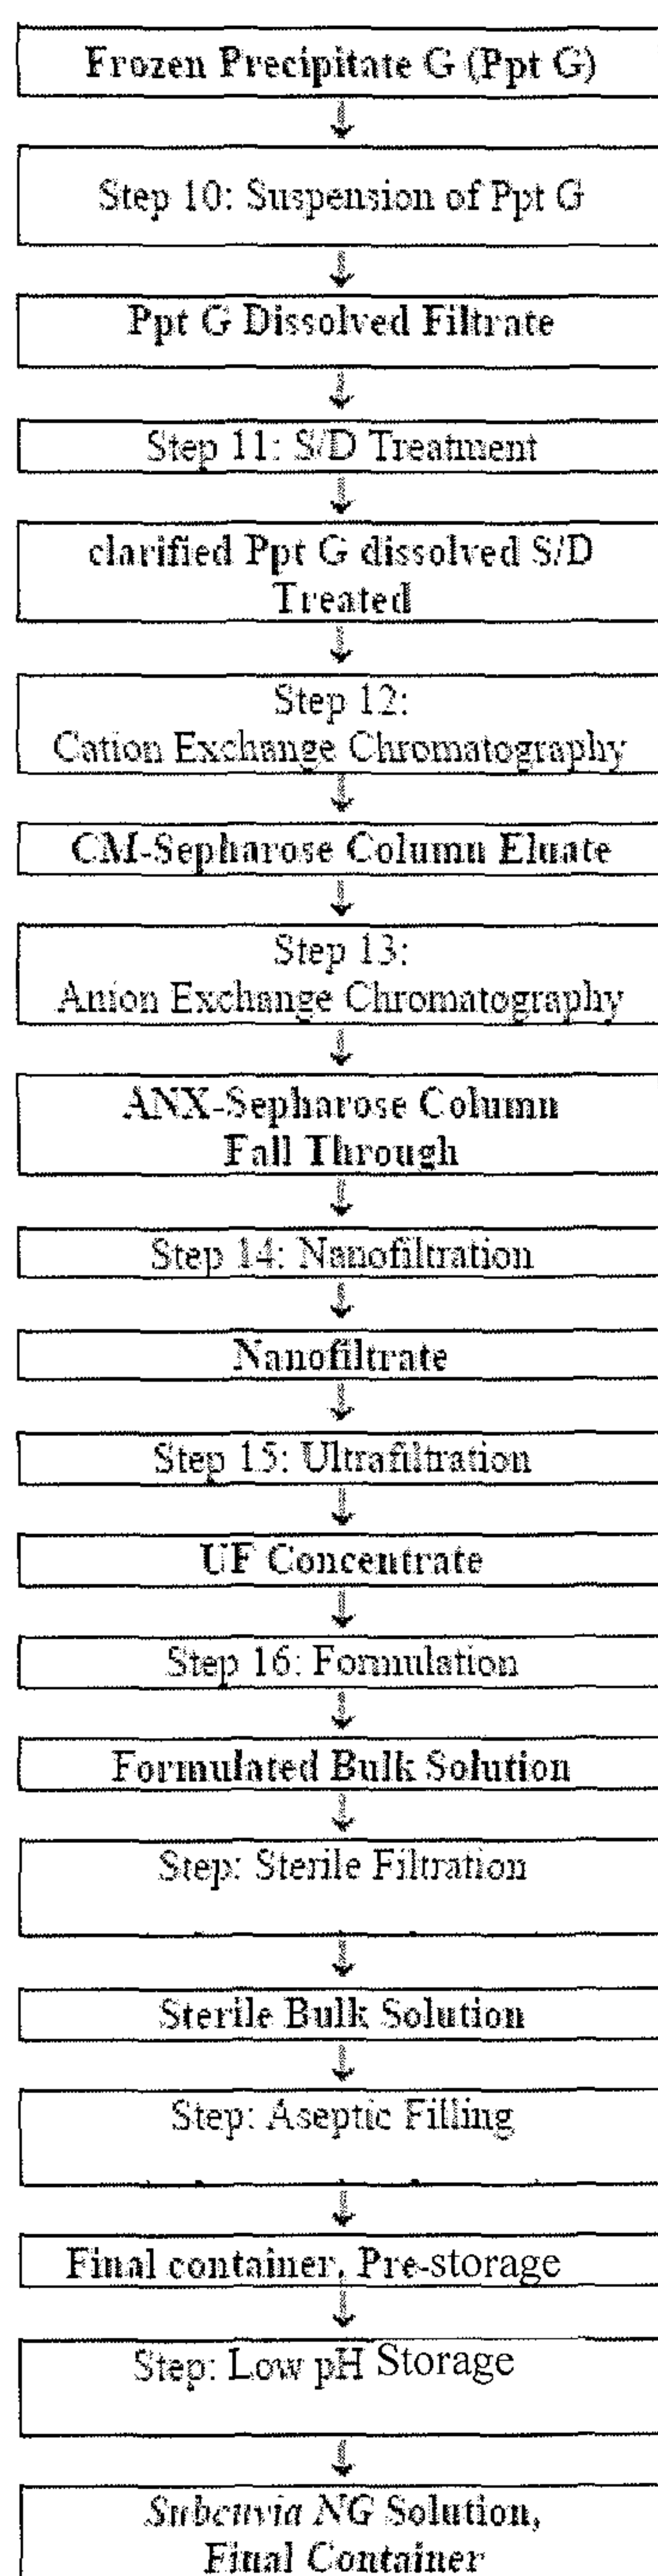 Frozen Precipitate G (Ppt G)
Step 10: Suspension of Ppt G
Ppt G Dissolved Filtrate
Step 11: S/D Treatment
clarified Ppt G dissolved S/D
Treated
Step 12:
Cation Exchange Chromatography
CM-Sepharose Column Eluate
Step 13:
Anion Exchange Chromatography
ANX-Sepharose Column
Fall Through
Step 14: Nanofiltration
Nanofiltrate
Step 15: Ultrafiltration
UF Concentrate
Step 16: Formulation
Formulated Bulk Solution
Step: Sterile Filtration
Sterile Bulk Solution
Step: Aseptic Filling
Final container, Pre-storage
Step: Low pH Storage
Subcuvia NG Solution,
Final Container